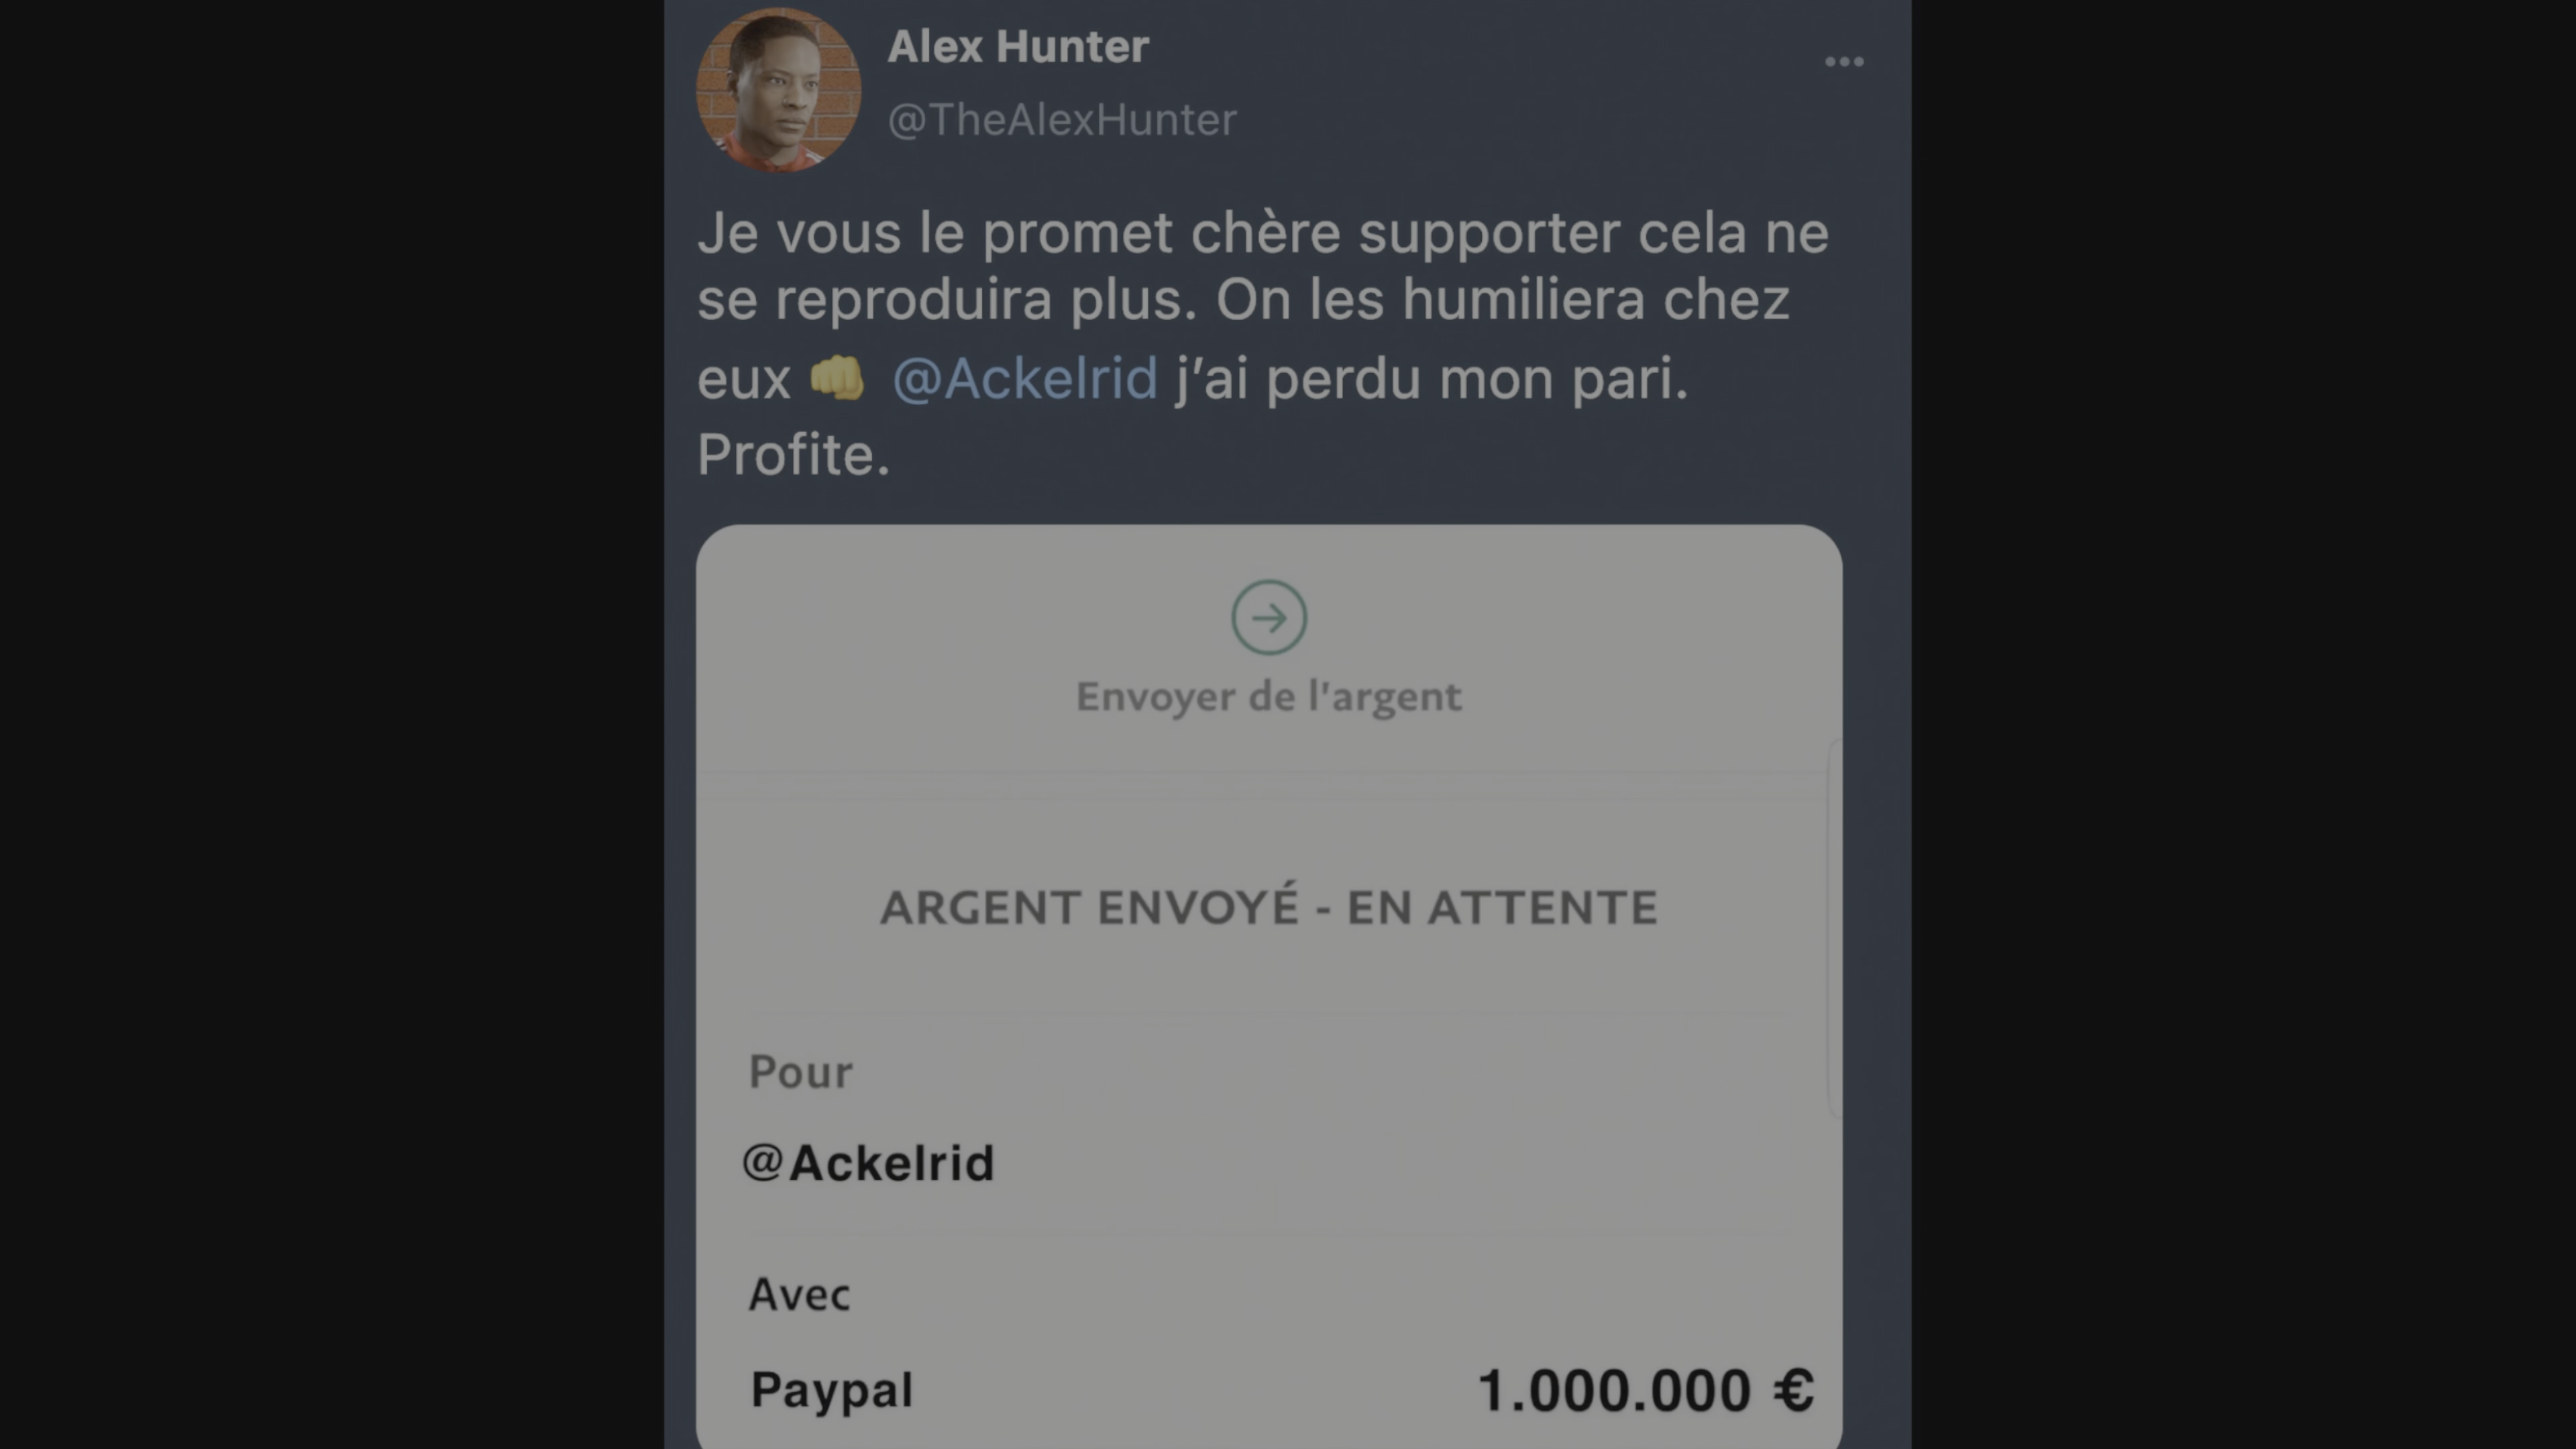 Alex Hunter
@TheAlexHunter
Je vous le promet chère supporter cela ne
se reproduira plus. On les humiliera chez
eux 👊 @Ackelrid j’ai perdu mon pari.
Profite.
Envoyer de l'argent
ARGENT ENVOYÉ - EN ATTENTE
Pour
@Ackelrid
Avec
Paypal 1.000.000 €